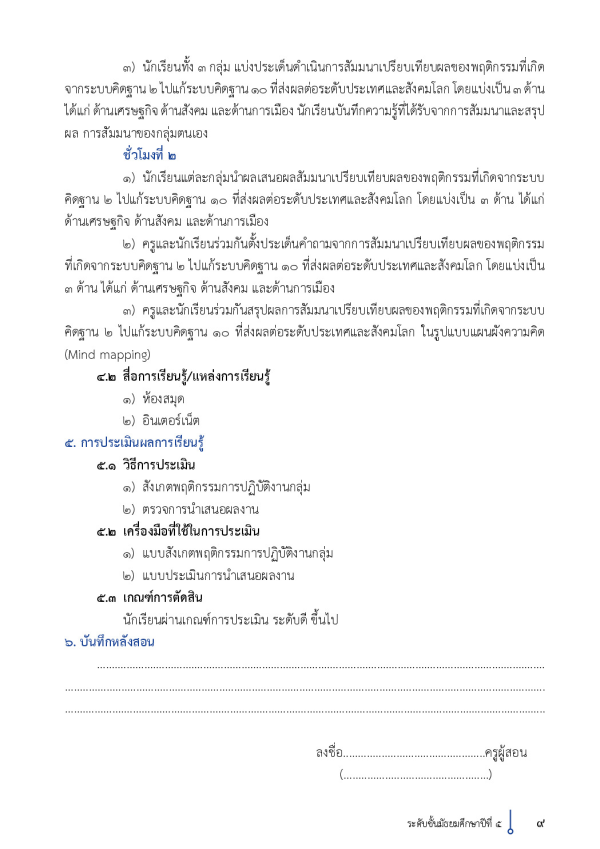 ๓) นักเรียนทั้ง ๓ กลุ่ม แบ่งประเด็นดำเนินการสัมมนาเปรียบเทียบผลของพฤติกรรมที่เกิด
จากระบบคิดฐาน ๒ ไปแก้ระบบคิดฐาน ๑๐ ที่ส่งผลต่อระดับประเทศและสังคมโลก โดยแบ่งเป็น ๓ ด้าน
ได้แก่ ด้านเศรษฐกิจ ด้านสังคม และด้านการเมือง นักเรียนบันทึกความรู้ที่ได้รับจากการสัมมนาและสรุป
ผล การสัมมนาของกลุ่มตนเอง
ชั่วโมงที่ ๒
๑) นักเรียนแต่ละกลุ่มนำผลเสนอผลสัมมนาเปรียบเทียบผลของพฤติกรรมที่เกิดจากระบบ
คิดฐาน ๒ ไปแก้ระบบคิดฐาน ๑๐ ที่ส่งผลต่อระดับประเทศและสังคมโลก โดยแบ่งเป็น ๓ ด้าน ได้แก่
ด้านเศรษฐกิจ ด้านสังคม และด้านการเมือง
๒) ครูและนักเรียนร่วมกันตั้งประเด็นคำถามจากการสัมมนาเปรียบเทียบผลของพฤติกรรม
ที่เกิดจากระบบคิดฐาน ๒ ไปแก้ระบบคิดฐาน ๑๐ ที่ส่งผลต่อระดับประเทศและสังคมโลก โดยแบ่งเป็น
๓ ด้าน ได้แก่ ด้านเศรษฐกิจ ด้านสังคม และด้านการเมือง
๓) ครูและนักเรียนร่วมกันสรุปผลการสัมมนาเปรียบเทียบผลของพฤติกรรมที่เกิดจากระบบ
คิดฐาน ๒ ไปแก้ระบบคิดฐาน ๑๐ ที่ส่งผลต่อระดับประเทศและสังคมโลก ในรูปแบบแผนผังความคิด
(Mind mapping)
๔.๒ สื่อการเรียนรู้/แหล่งการเรียนรู้
๑) ห้องสมุด
๒) อินเตอร์เน็ต
๕. การประเมินผลการเรียนรู้
๕.๑ วิธีการประเมิน
๑) สังเกตพฤติกรรมการปฏิบัติงานกลุ่ม
๒) ตรวจการนำเสนอผลงาน
๕.๒ เครื่องมือที่ใช้ในการประเมิน
๑) แบบสังเกตพฤติกรรมการปฏิบัติงานกลุ่ม
๒) แบบประเมินการนำเสนอผลงาน
๕.๓ เกณฑ์การตัดสิน
นักเรียนผ่านเกณฑ์การประเมิน ระดับดี ขึ้นไป
๖. บันทึกหลังสอน
................................................................................
................................................................................
................................................................................
ลงชื่อ................................................ครูผู้สอน
(.................................................)
ระดับชั้นมัธยมศึกษาปีที่ ๕ ๙